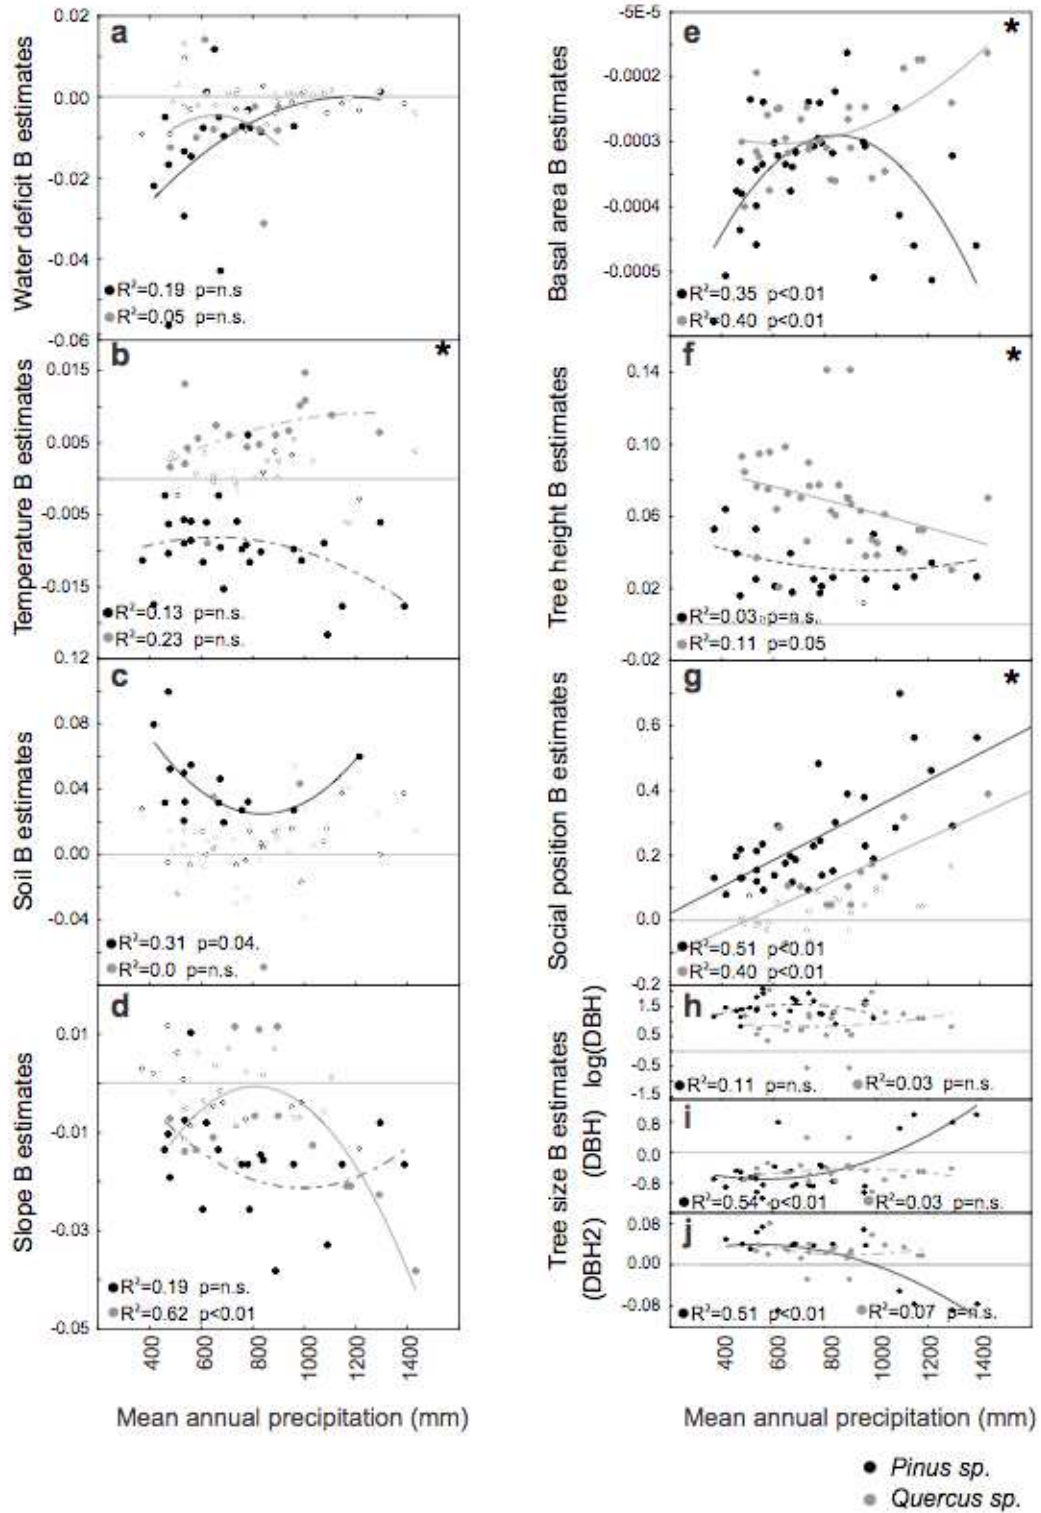 a
0.02
0.00
-0.02
-0.04
-0.06
Water deficit B estimates
R²=0.19 p=n.s
R²=0.05 p=n.s.
b
*
0.015
0.005
-0.005
-0.015
Temperature B estimates
R²=0.13 p=n.s.
R²=0.23 p=n.s.
c
0.12
0.08
0.04
0.00
-0.04
Soil B estimates
R²=0.31 p=0.04.
R²=0.0 p=n.s.
d
0.01
-0.01
-0.03
-0.05
Slope B estimates
R²=0.19 p=n.s.
R²=0.62 p<0.01
400 600 800 1000 1200 1400
Mean annual precipitation (mm)
e
*
-5E-5
-0.0002
-0.0003
-0.0004
-0.0005
Basal area B estimates
R²=0.35 p<0.01
R²=0.40 p<0.01
f
*
0.14
0.10
0.06
0.02
-0.02
Tree height B estimates
R²=0.03 p=n.s.
R²=0.11 p=0.05
g
*
0.6
0.4
0.2
0.0
-0.2
Social position B estimates
R²=0.51 p<0.01
R²=0.40 p<0.01
h
1.5
0.5
-0.5
-1.5
log(DBH)
R²=0.11 p=n.s. R²=0.03 p=n.s.
Tree size B estimates
i
0.8
0.0
-0.8
(DBH)
R²=0.54 p<0.01 R²=0.03 p=n.s.
j
0.08
0.00
-0.08
(DBH2)
R²=0.51 p<0.01 R²=0.07 p=n.s.
400 600 800 1000 1200 1400
Mean annual precipitation (mm)
Pinus sp.
Quercus sp.